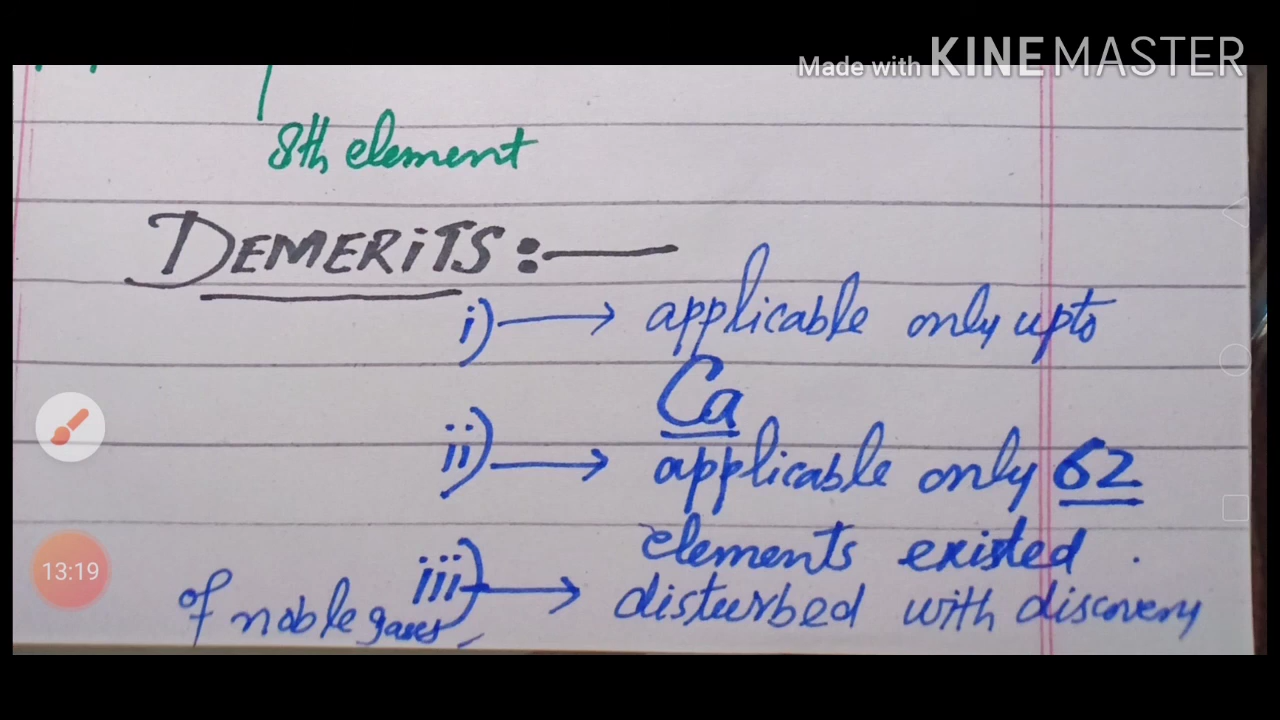 Made with KINEMASTER
8th element
DEMERITS :—
i) → applicable only upto
Ca
ii) → applicable only 62
elements existed .
iii) → disturbed with discovery
of noble gases
13:19